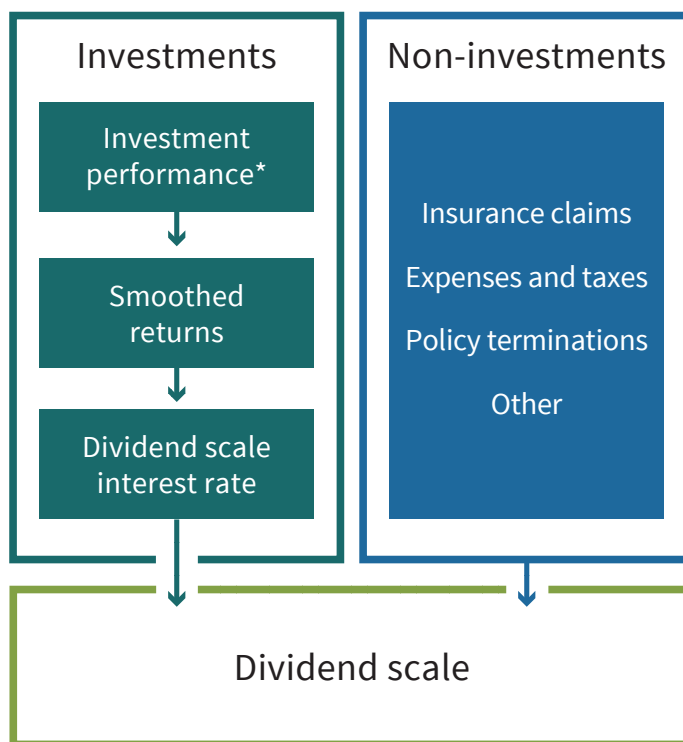 Investments
Investment
performance*
Smoothed
returns
Dividend scale
interest rate
Non-investments
Insurance claims
Expenses and taxes
Policy terminations
Other
Dividend scale